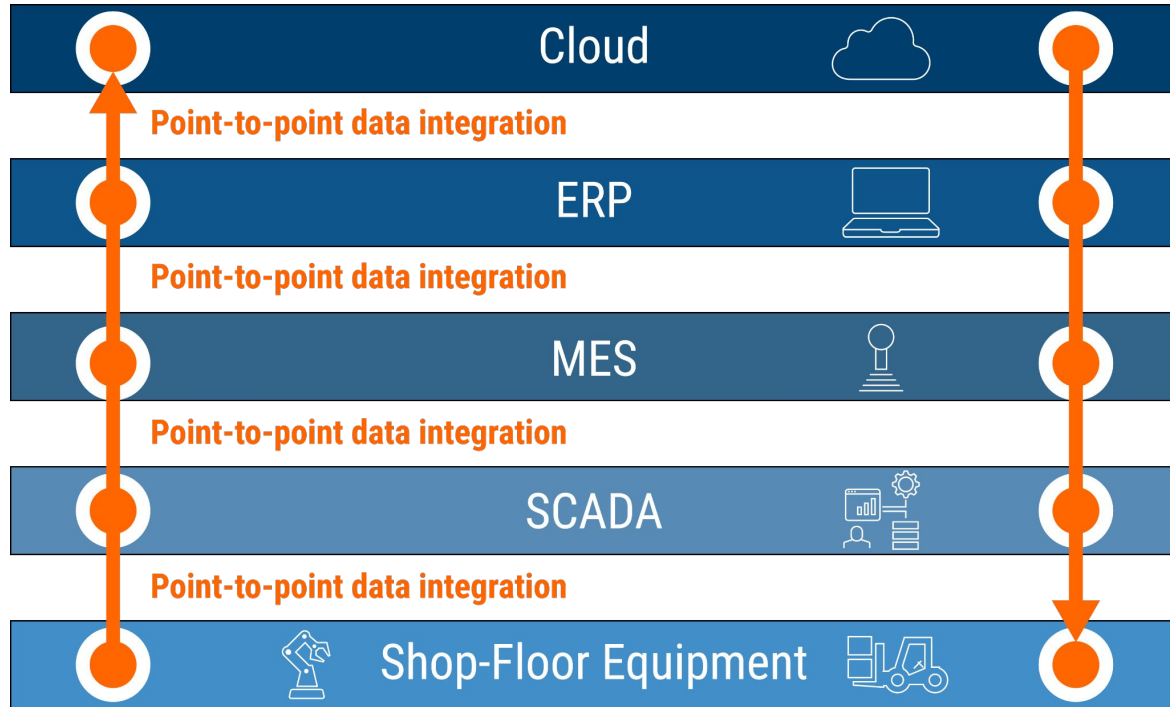 Cloud
Point-to-point data integration
ERP
Point-to-point data integration
MES
Point-to-point data integration
SCADA
Point-to-point data integration
Shop-Floor Equipment